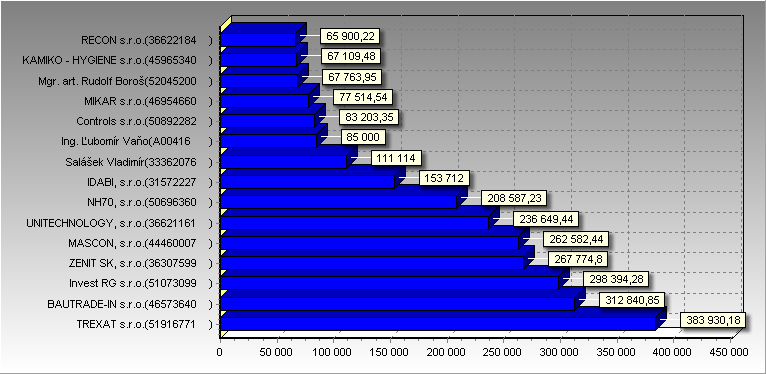 RECON s.r.o.(36622184 ) 65 900,22
KAMIKO - HYGIENE s.r.o.(45965340 ) 67 109,48
Mgr. art. Rudolf Boroš(52045200 ) 67 763,95
MIKAR s.r.o.(46954660 ) 77 514,54
Controls s.r.o.(50892282 ) 83 203,35
Ing. Ľubomír Vaňo(A00416 ) 85 000
Salášek Vladimír(33362076 ) 111 114
IDABI, s.r.o.(31572227 ) 153 712
NH70, s.r.o.(50696360 ) 208 587,23
UNITECHNOLOGY, s.r.o.(36621161 ) 236 649,44
MASCON, s.r.o.(44460007 ) 262 582,44
ZENIT SK, s.r.o.(36307599 ) 267 774,8
Invest RG s.r.o.(51073099 ) 298 394,28
BAUTRADE-IN s.r.o.(46573640 ) 312 840,85
TREXAT s.r.o.(51916771 ) 383 930,18
0 50 000 100 000 150 000 200 000 250 000 300 000 350 000 400 000 450 000